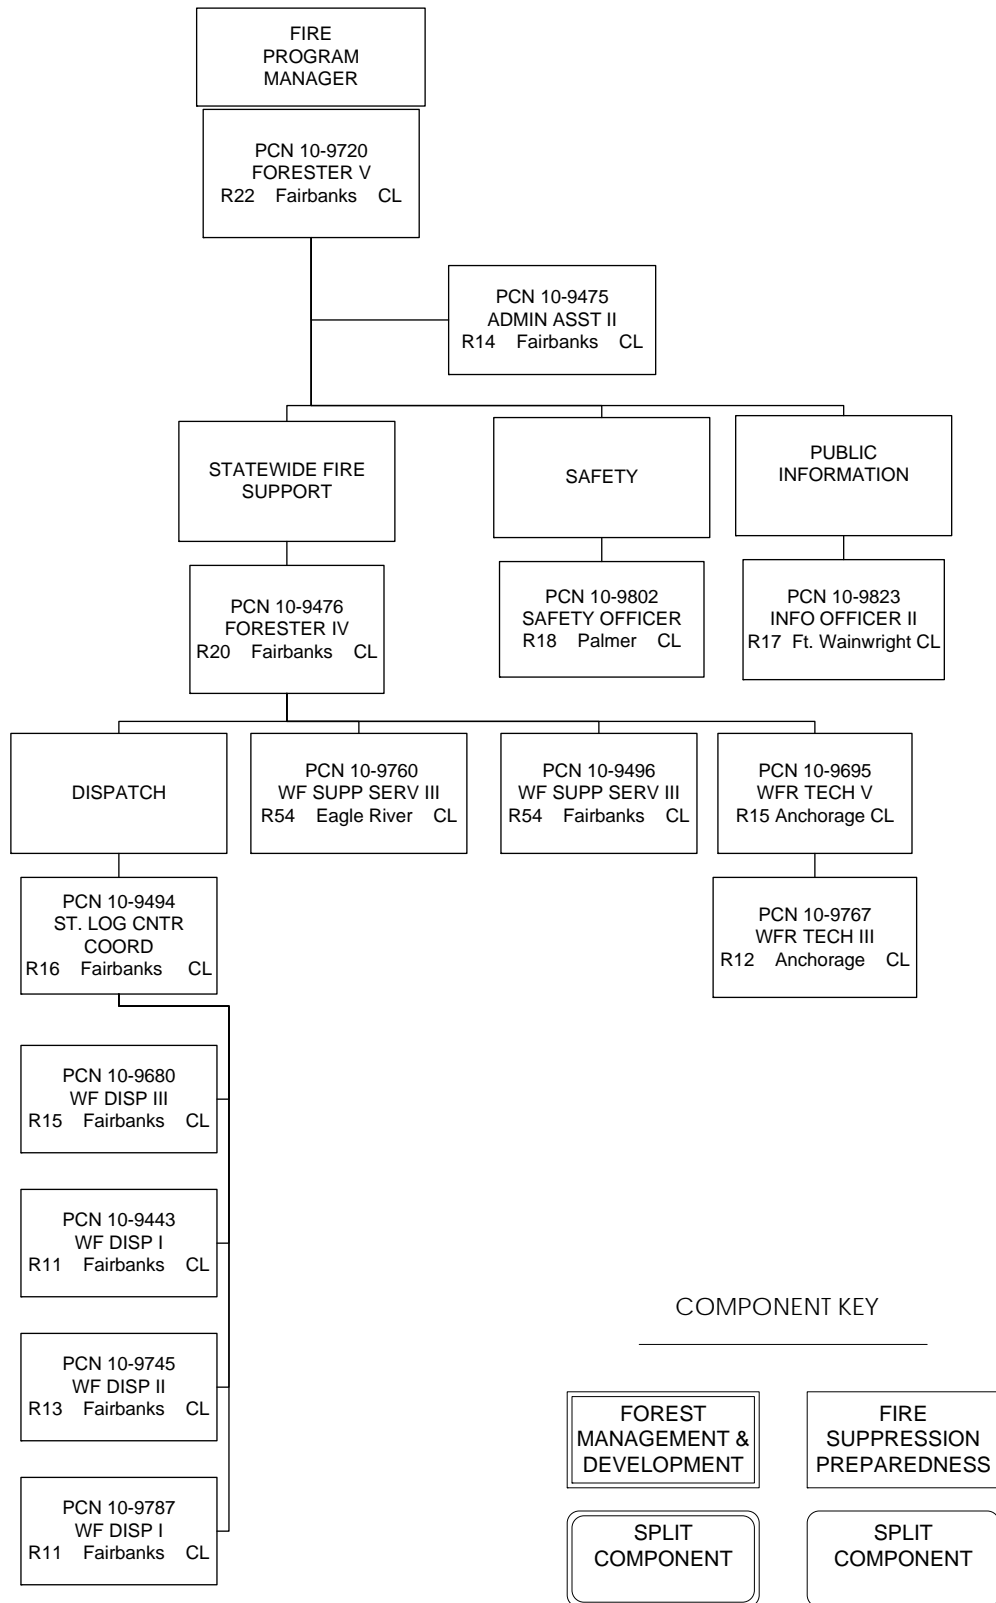 FIRE
PROGRAM
MANAGER
PCN 10-9720
FORESTER V
R22 Fairbanks CL
PCN 10-9475
ADMIN ASST II
R14 Fairbanks CL
STATEWIDE FIRE
SUPPORT
SAFETY
PUBLIC
INFORMATION
PCN 10-9476
FORESTER IV
R20 Fairbanks CL
PCN 10-9802
SAFETY OFFICER
R18 Palmer CL
PCN 10-9823
INFO OFFICER II
R17 Ft. Wainwright CL
DISPATCH
PCN 10-9760
WF SUPP SERV III
R54 Eagle River CL
PCN 10-9496
WF SUPP SERV III
R54 Fairbanks CL
PCN 10-9695
WFR TECH V
R15 Anchorage CL
PCN 10-9494
ST. LOG CNTR
COORD
R16 Fairbanks CL
PCN 10-9767
WFR TECH III
R12 Anchorage CL
PCN 10-9680
WF DISP III
R15 Fairbanks CL
PCN 10-9443
WF DISP I
R11 Fairbanks CL
PCN 10-9745
WF DISP II
R13 Fairbanks CL
PCN 10-9787
WF DISP I
R11 Fairbanks CL
COMPONENT KEY
FOREST
MANAGEMENT &
DEVELOPMENT
FIRE
SUPPRESSION
PREPAREDNESS
SPLIT
COMPONENT
SPLIT
COMPONENT